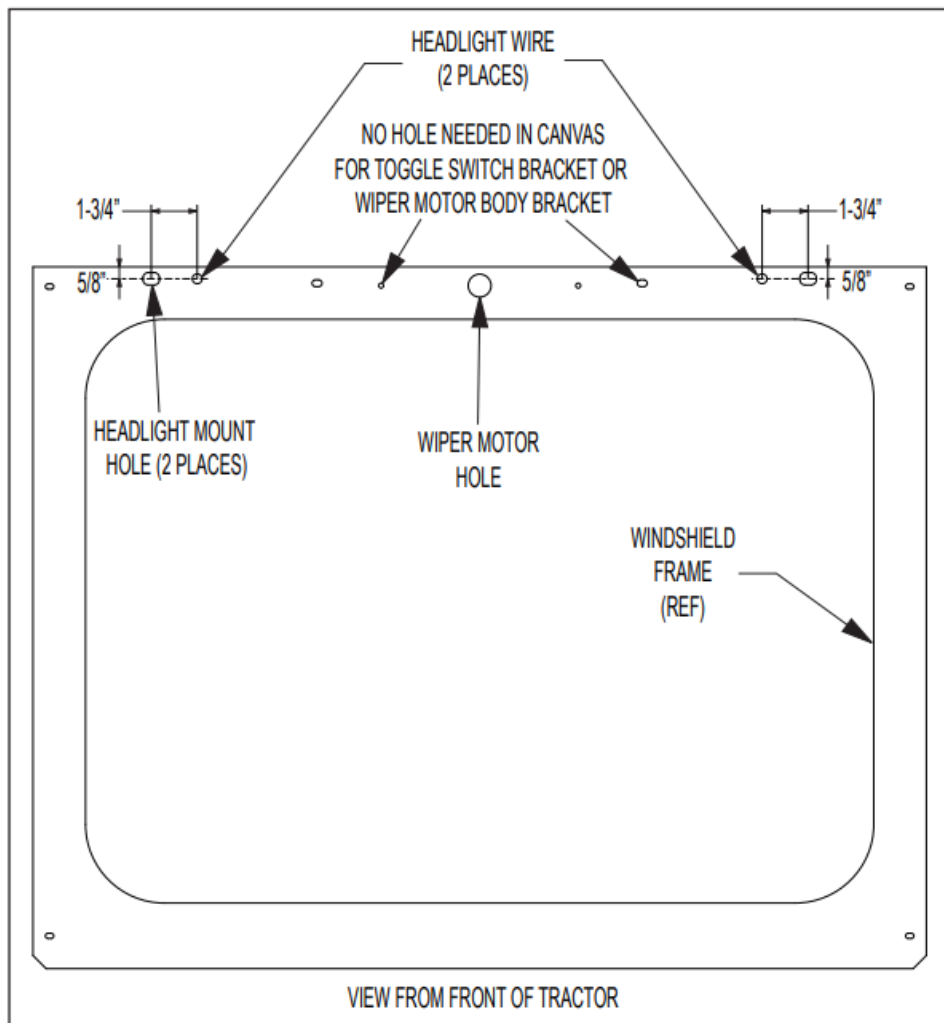 HEADLIGHT WIRE
(2 PLACES)
NO HOLE NEEDED IN CANVAS
FOR TOGGLE SWITCH BRACKET OR
WIPER MOTOR BODY BRACKET
1-3/4"
1-3/4"
5/8"
5/8"
HEADLIGHT MOUNT
HOLE (2 PLACES)
WIPER MOTOR
HOLE
WINDSHIELD
FRAME
(REF)
VIEW FROM FRONT OF TRACTOR